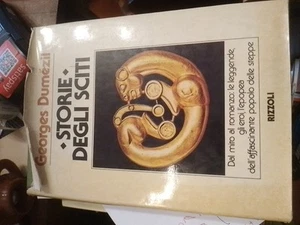 Georges Dumezil
•STORIE•
DEGLI SCITI
Dal mito al romanzo: le leggende,
gli eroi, l'epopea
dell'affascinante popolo delle steppe
RIZZOLI